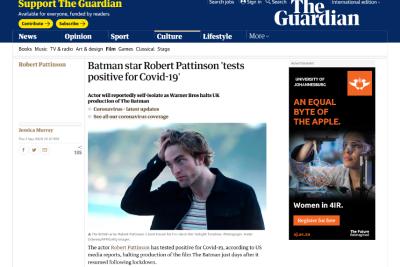 Support The Guardian
Available for everyone, funded by readers
Contribute → Subscribe →
Search jobs Sign in Search International edition
The
Guardian
News Opinion Sport Culture Lifestyle More
Books Music TV & radio Art & design Film Games Classical Stage
Robert Pattinson
Batman star Robert Pattinson 'tests
positive for Covid-19'
Actor will reportedly self-isolate as Warner Bros halts UK
production of The Batman
Coronavirus – latest updates
See all our coronavirus coverage
Jessica Murray
The actor Robert Pattinson has tested positive for Covid-19, according to US
media reports, halting production of the film The Batman just days after it
resumed following lockdown.
Advertisement
UNIVERSITY
OF
JOHANNESBURG
AN EQUAL
BYTE OF
THE APPLE.
Women in 4IR.
Register for free
uj.ac.za
The Future
Reimagined